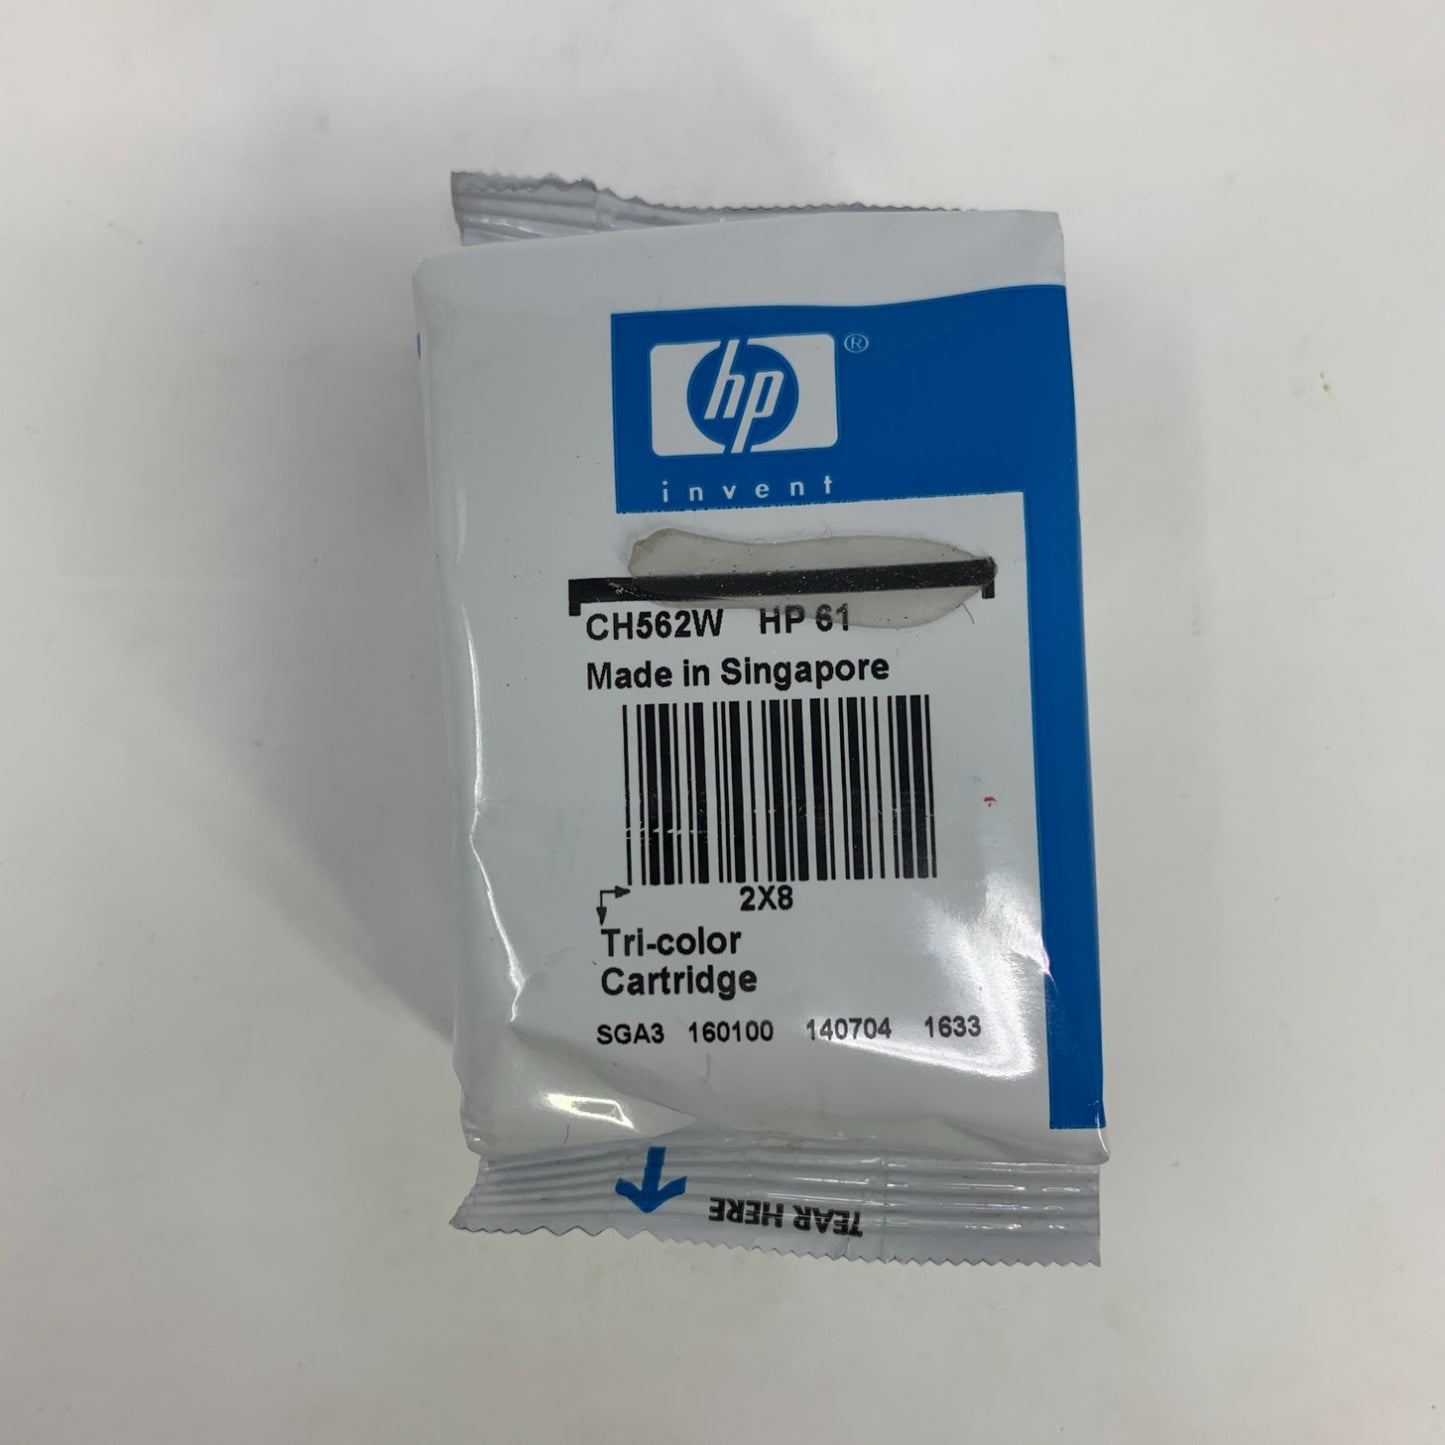 hp ®
invent
CH562W HP 61
Made in Singapore
2X8
Tri-color
Cartridge
SGA3 160100 140704 1633
TEAR HERE